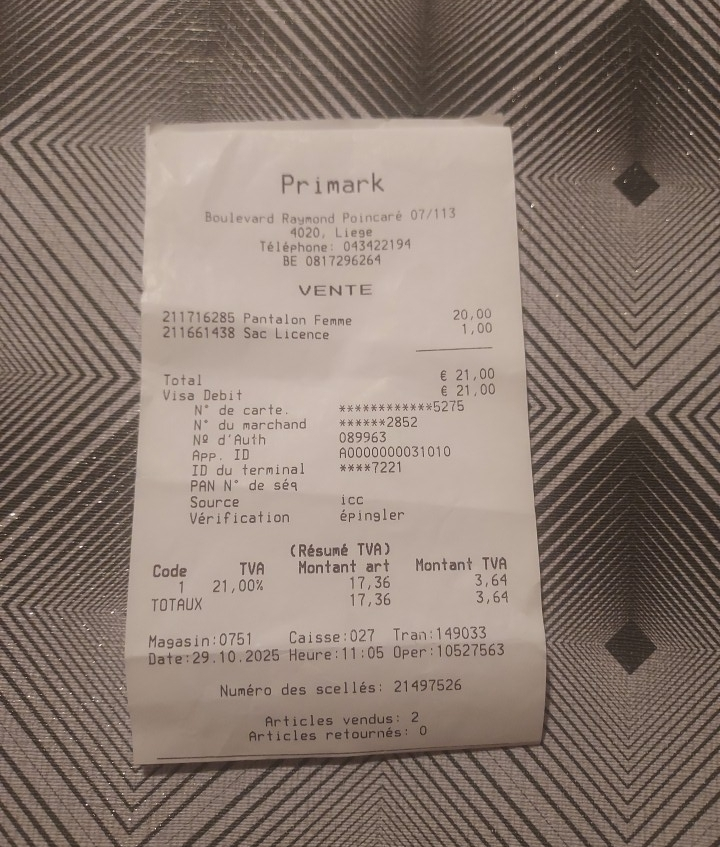 Primark
Boulevard Raymond Poincaré 07/113
4020, Liege
Téléphone: 043422194
BE 0817296264
VENTE
211716285 Pantalon Femme 20,00
211661438 Sac Licence 1,00
Total € 21,00
Visa Debit € 21,00
N° de carte. ************5275
N° du marchand ******2852
Nº d'Auth 089963
App. ID A0000000031010
ID du terminal ****7221
PAN N° de séq
Source icc
Vérification épingler
(Résumé TVA)
Code TVA Montant art Montant TVA
1 21,00% 17,36 3,64
TOTAUX 17,36 3,64
Magasin:0751 Caisse:027 Tran:149033
Date:29.10.2025 Heure:11:05 Oper:10527563
Numéro des scellés: 21497526
Articles vendus: 2
Articles retournés: 0